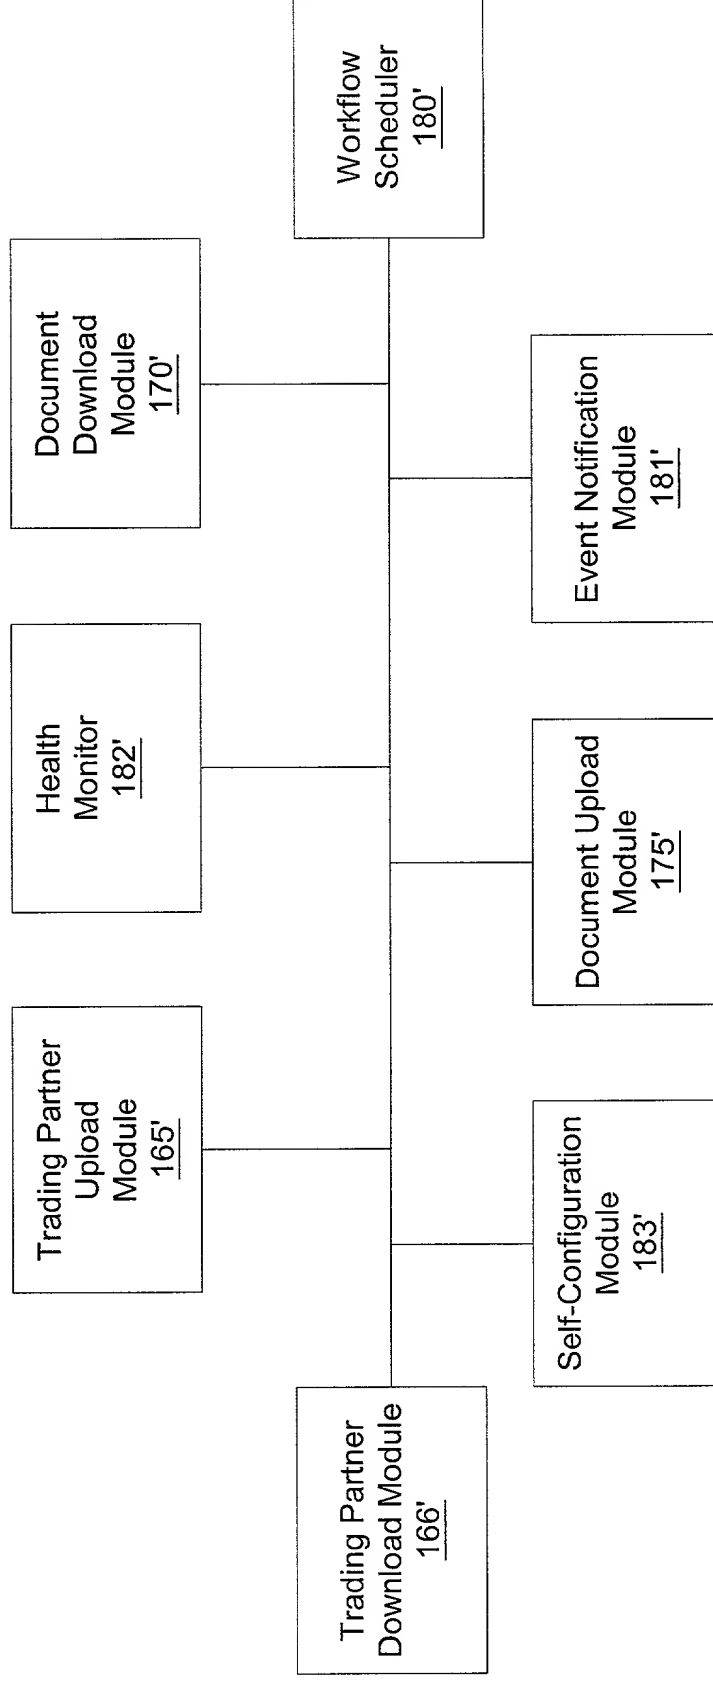 Trading Partner
Upload
Module
165'
Health
Monitor
182'
Document
Download
Module
170'
Trading Partner
Download Module
166'
Workflow
Scheduler
180'
Self-Configuration
Module
183'
Document Upload
Module
175'
Event Notification
Module
181'